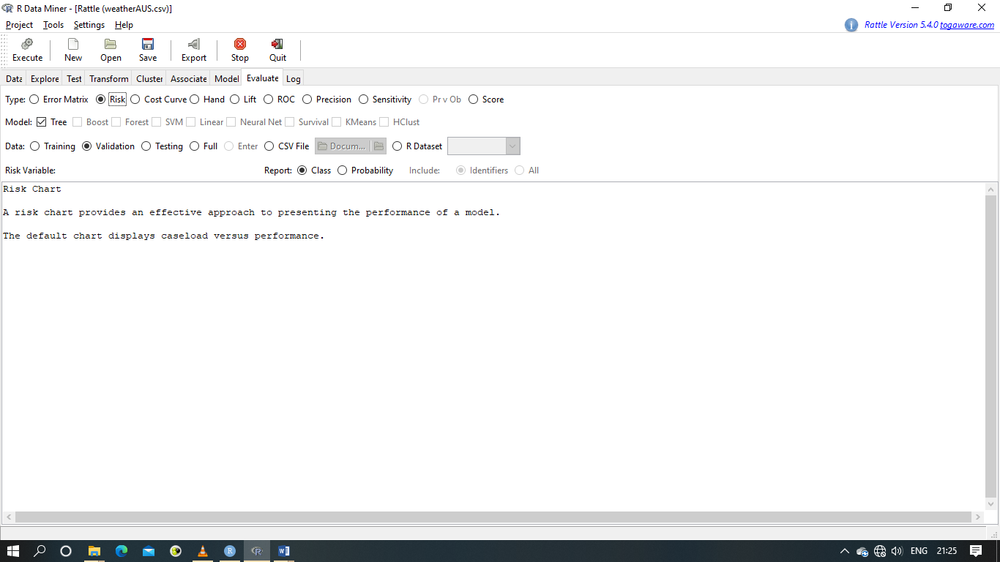 R Data Miner - [Rattle (weatherAUS.csv)]
Project Tools Settings Help
Rattle Version 5.4.0 togaware.com
Execute New Open Save Export Stop Quit
Data Explore Test Transform Cluster Associate Model Evaluate Log
Type: Error Matrix Risk Cost Curve Hand Lift ROC Precision Sensitivity Pr v Ob Score
Model: Tree Boost Forest SVM Linear Neural Net Survival KMeans HClust
Data: Training Validation Testing Full Enter CSV File Docum... R Dataset
Risk Variable: Report: Class Probability Include: Identifiers All
Risk Chart
A risk chart provides an effective approach to presenting the performance of a model.
The default chart displays caseload versus performance.
ENG 21:25